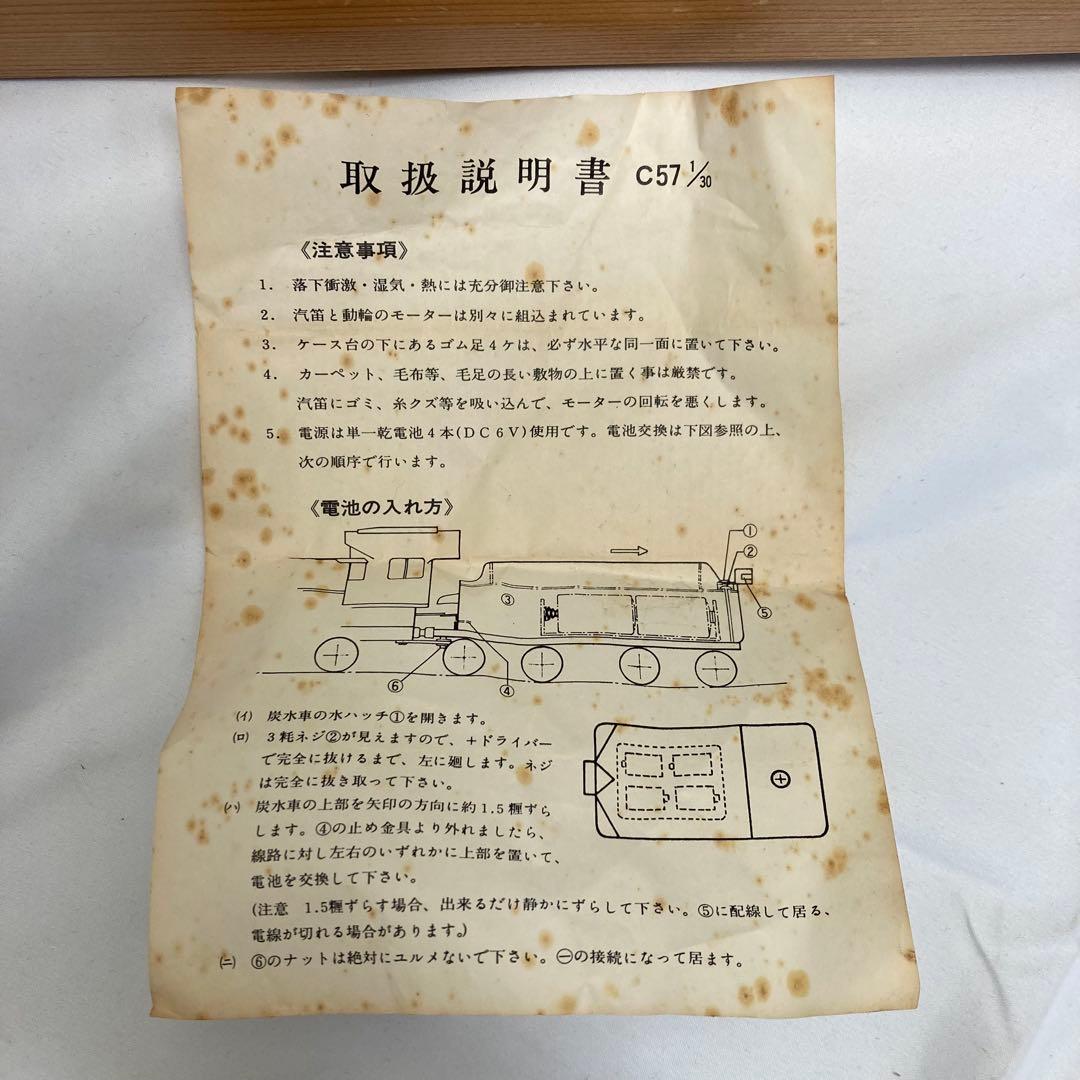 取扱説明書 C57 1/30
《注意事項》
1. 落下衝激・湿気・熱には充分御注意下さい。
2. 汽笛と動輪のモーターは別々に組込まれています。
3. ケース台の下にあるゴム足4ケは、必ず水平な同一面に置いて下さい。
4. カーペット、毛布等、毛足の長い敷物の上に置く事は厳禁です。
汽笛にゴミ、糸クズ等を吸い込んで、モーターの回転を悪くします。
5. 電源は単一乾電池4本(DC6V)使用です。電池交換は下図参照の上、
次の順序で行います。
《電池の入れ方》
①
②
③
⑤
⑥
④
(イ) 炭水車の水ハッチ①を開きます。
(ロ) 3粍ネジ②が見えますので、+ドライバー
で完全に抜けるまで、左に廻します。ネジ
は完全に抜き取って下さい。
(ハ) 炭水車の上部を矢印の方向に約1.5糎ずら
します。④の止め金具より外れましたら、
線路に対し左右のいずれかに上部を置いて、
電池を交換して下さい。
(注意 1.5糎ずらす場合、出来るだけ静かにずらして下さい。⑤に配線して居る、
電線が切れる場合があります。)
(ニ) ⑥のナットは絶対にユルメないで下さい。㊀の接続になって居ます。